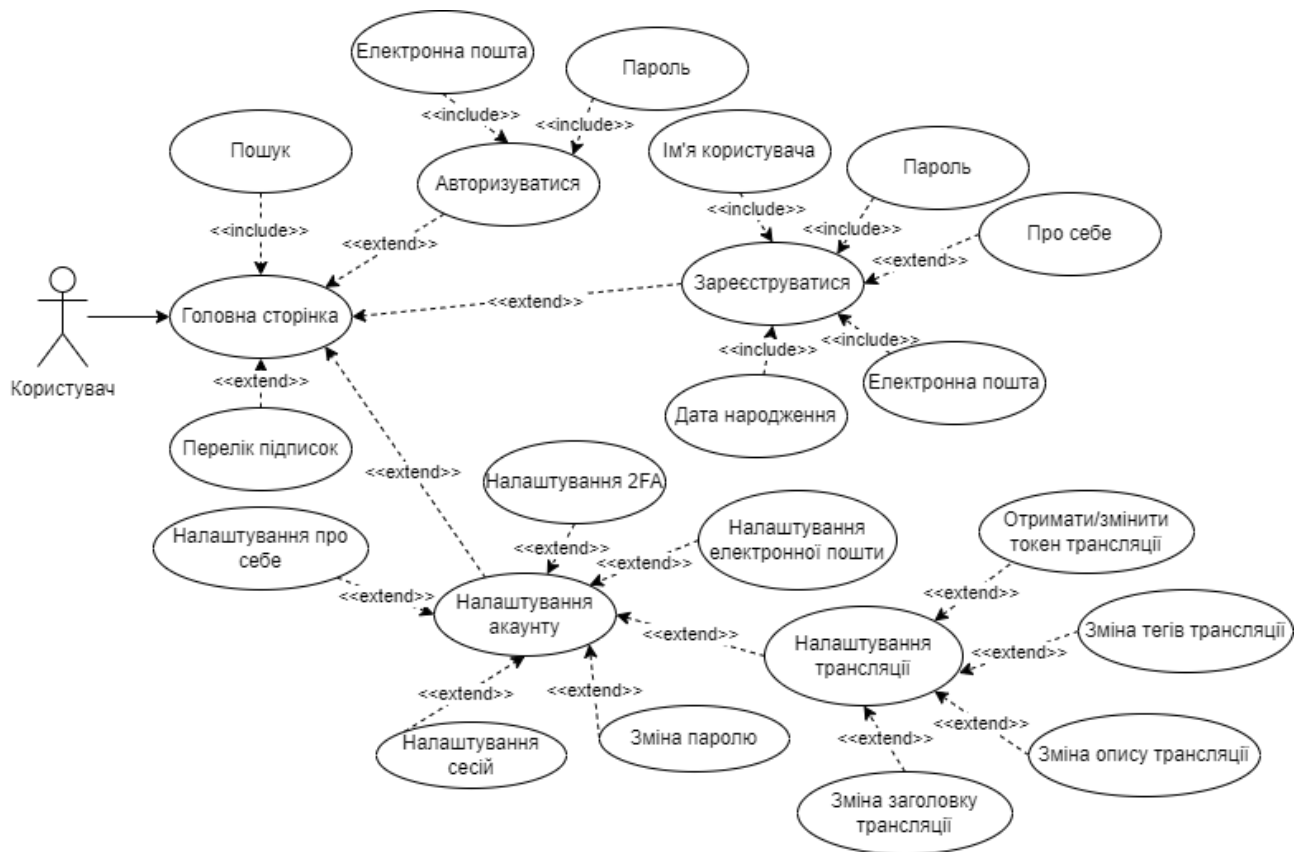 Електронна пошта
Пароль
<<include>>
<<include>>
Пошук
Авторизуватися
Ім'я користувача
Пароль
<<include>>
<<extend>>
<<include>>
<<include>>
Про себе
<<extend>>
Зареєструватися
<<extend>>
Головна сторінка
Користувач
<<extend>>
<<include>>
<<include>>
Електронна пошта
Дата народження
Перелік підписок
<<extend>>
Налаштування 2FA
Налаштування про
себе
<<extend>>
Налаштування
електронної пошти
<<extend>>
Отримати/змінити
токен трансляції
<<extend>>
<<extend>>
Налаштування
акаунту
<<extend>>
Налаштування
трансляції
Зміна тегів трансляції
<<extend>>
<<extend>>
<<extend>>
<<extend>>
<<extend>>
Налаштування
сесій
Зміна паролю
Зміна опису трансляції
Зміна заголовку
трансляції